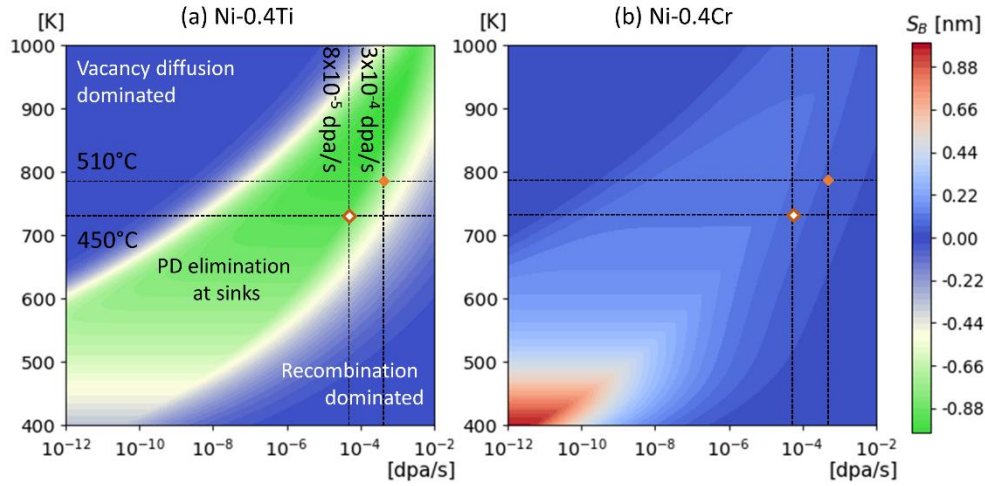 [K]
(a) Ni-0.4Ti
(b) Ni-0.4Cr
[K]
S_B [nm]
1000
900
800
700
600
500
400
Vacancy diffusion
dominated
8x10⁻⁵ dpa/s
3x10⁻⁴ dpa/s
510°C
450°C
PD elimination
at sinks
Recombination
dominated
10⁻¹²
10⁻¹⁰
10⁻⁸
10⁻⁶
10⁻⁴
10⁻²
[dpa/s]
1000
900
800
700
600
500
400
10⁻¹²
10⁻¹⁰
10⁻⁸
10⁻⁶
10⁻⁴
10⁻²
[dpa/s]
0.88
0.66
0.44
0.22
0.00
-0.22
-0.44
-0.66
-0.88